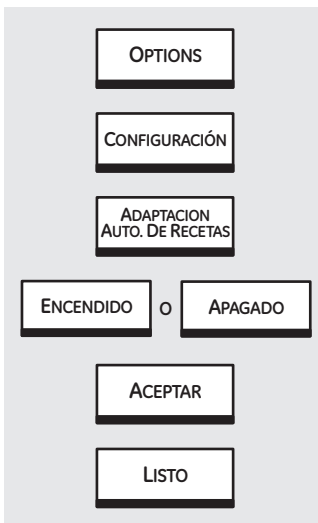 OPTIONS
CONFIGURACIÓN
ADAPTACION
AUTO. DE RECETAS
ENCENDIDO O APAGADO
ACEPTAR
LISTO